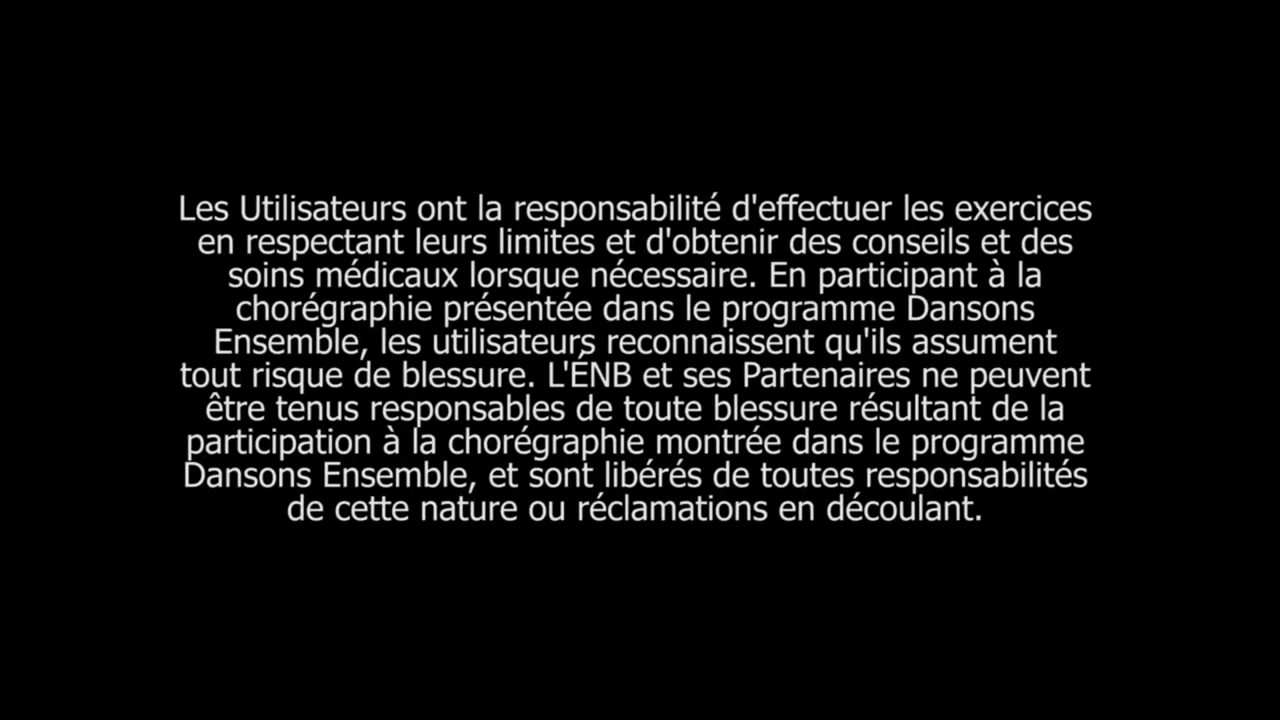 Les Utilisateurs ont la responsabilité d'effectuer les exercices
en respectant leurs limites et d'obtenir des conseils et des
soins médicaux lorsque nécessaire. En participant à la
chorégraphie présentée dans le programme Dansons
Ensemble, les utilisateurs reconnaissent qu'ils assument
tout risque de blessure. L'ÉNB et ses Partenaires ne peuvent
être tenus responsables de toute blessure résultant de la
participation à la chorégraphie montrée dans le programme
Dansons Ensemble, et sont libérés de toutes responsabilités
de cette nature ou réclamations en découlant.